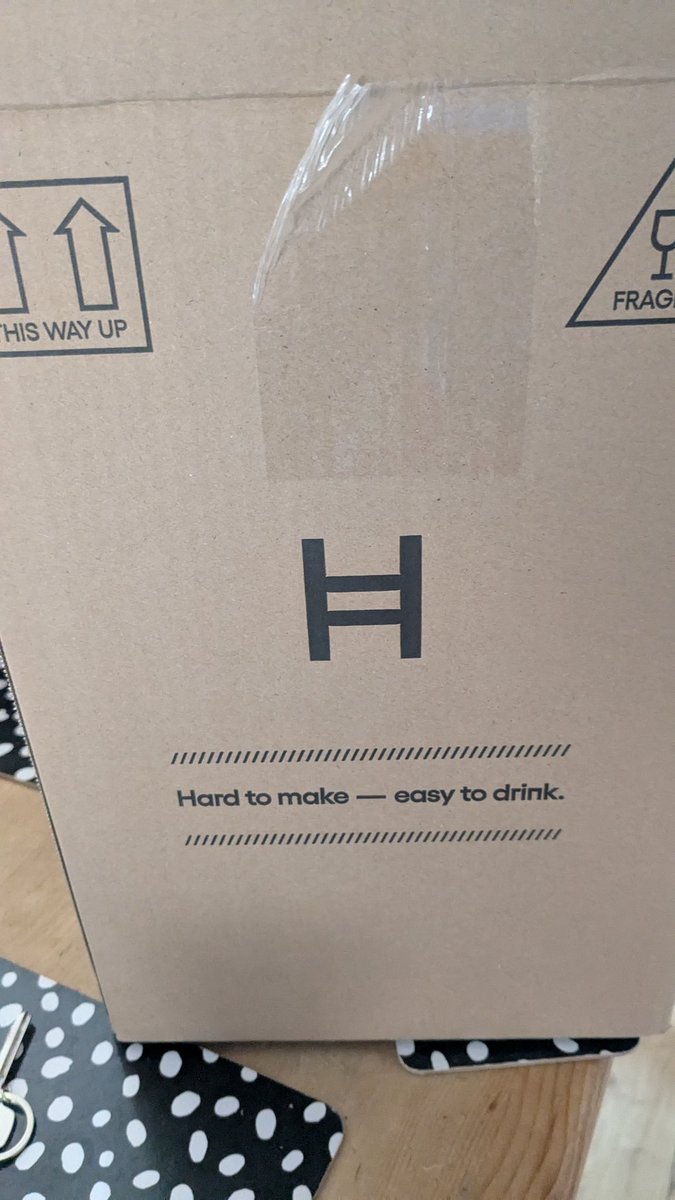 THIS WAY UP
FRAG
H
Hard to make — easy to drink.